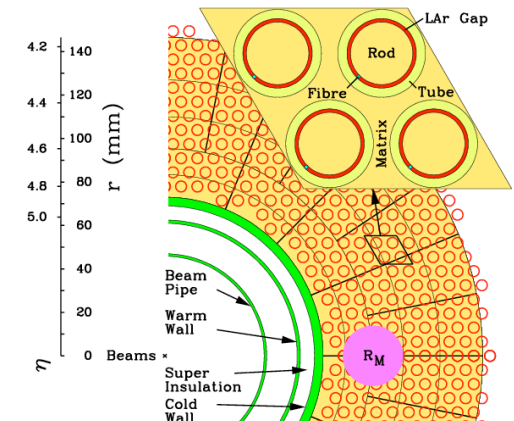 LAr Gap
Rod
Fibre
Tube
Matrix
4.2
4.4
4.6
4.8
5.0
η
140
120
100
80
60
40
20
0
r (mm)
Beam
Pipe
Warm
Wall
Beams
Super
Insulation
Cold
Wall
RM